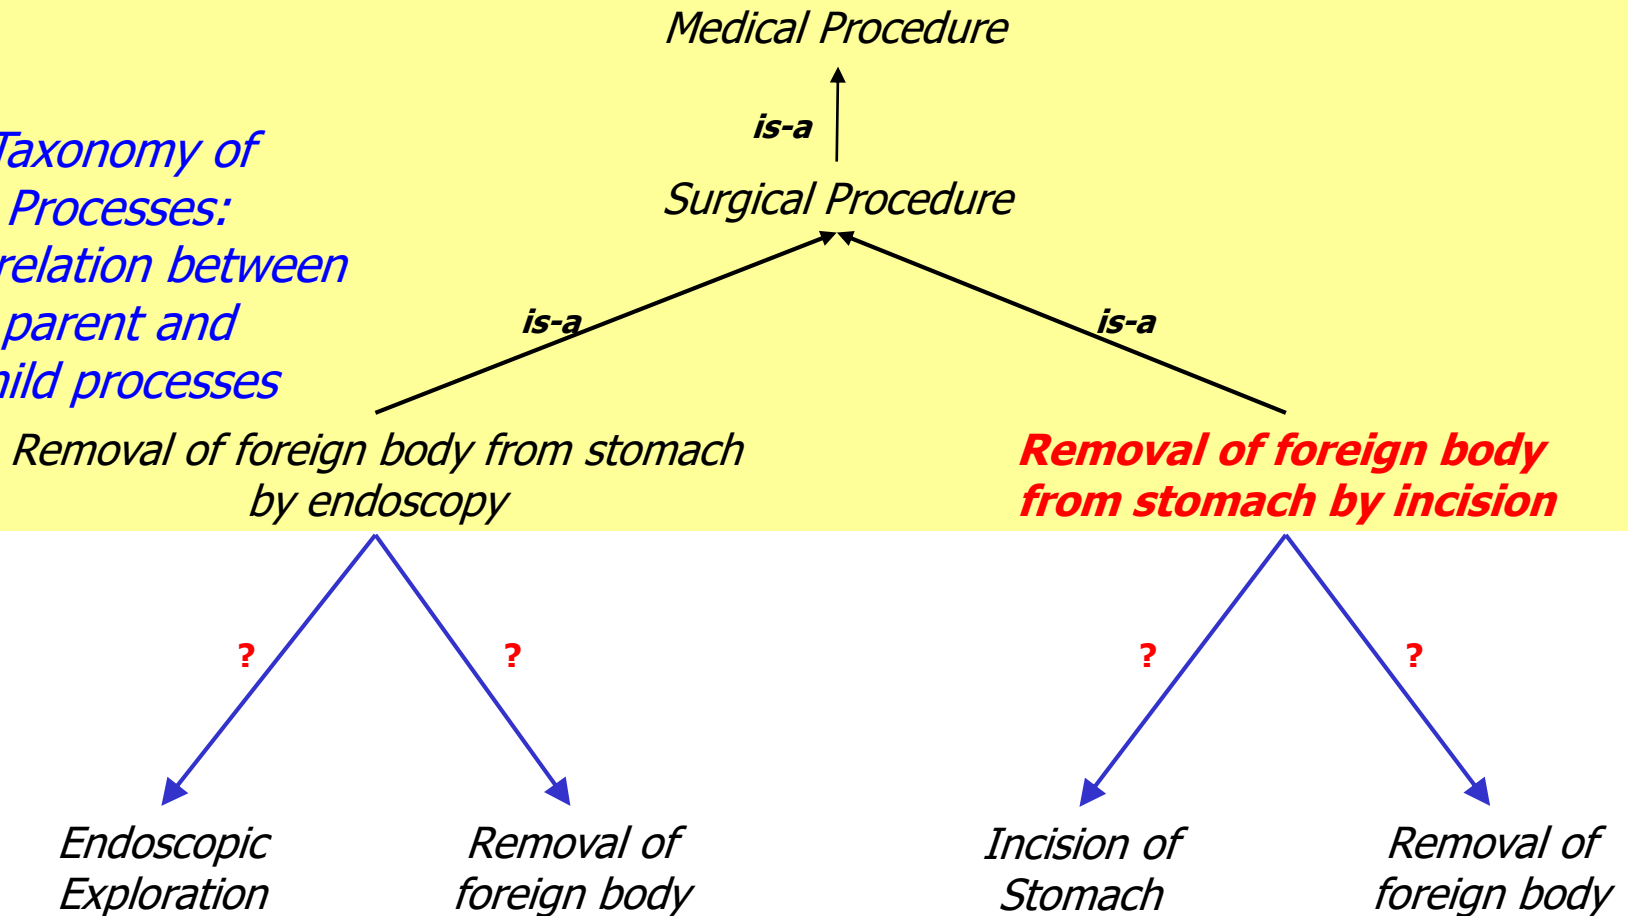 Medical Procedure
is-a
Taxonomy of
Processes:
relation between
parent and
child processes
Surgical Procedure
is-a
is-a
Removal of foreign body from stomach
by endoscopy
Removal of foreign body
from stomach by incision
?
?
?
?
Endoscopic
Exploration
Removal of
foreign body
Incision of
Stomach
Removal of
foreign body